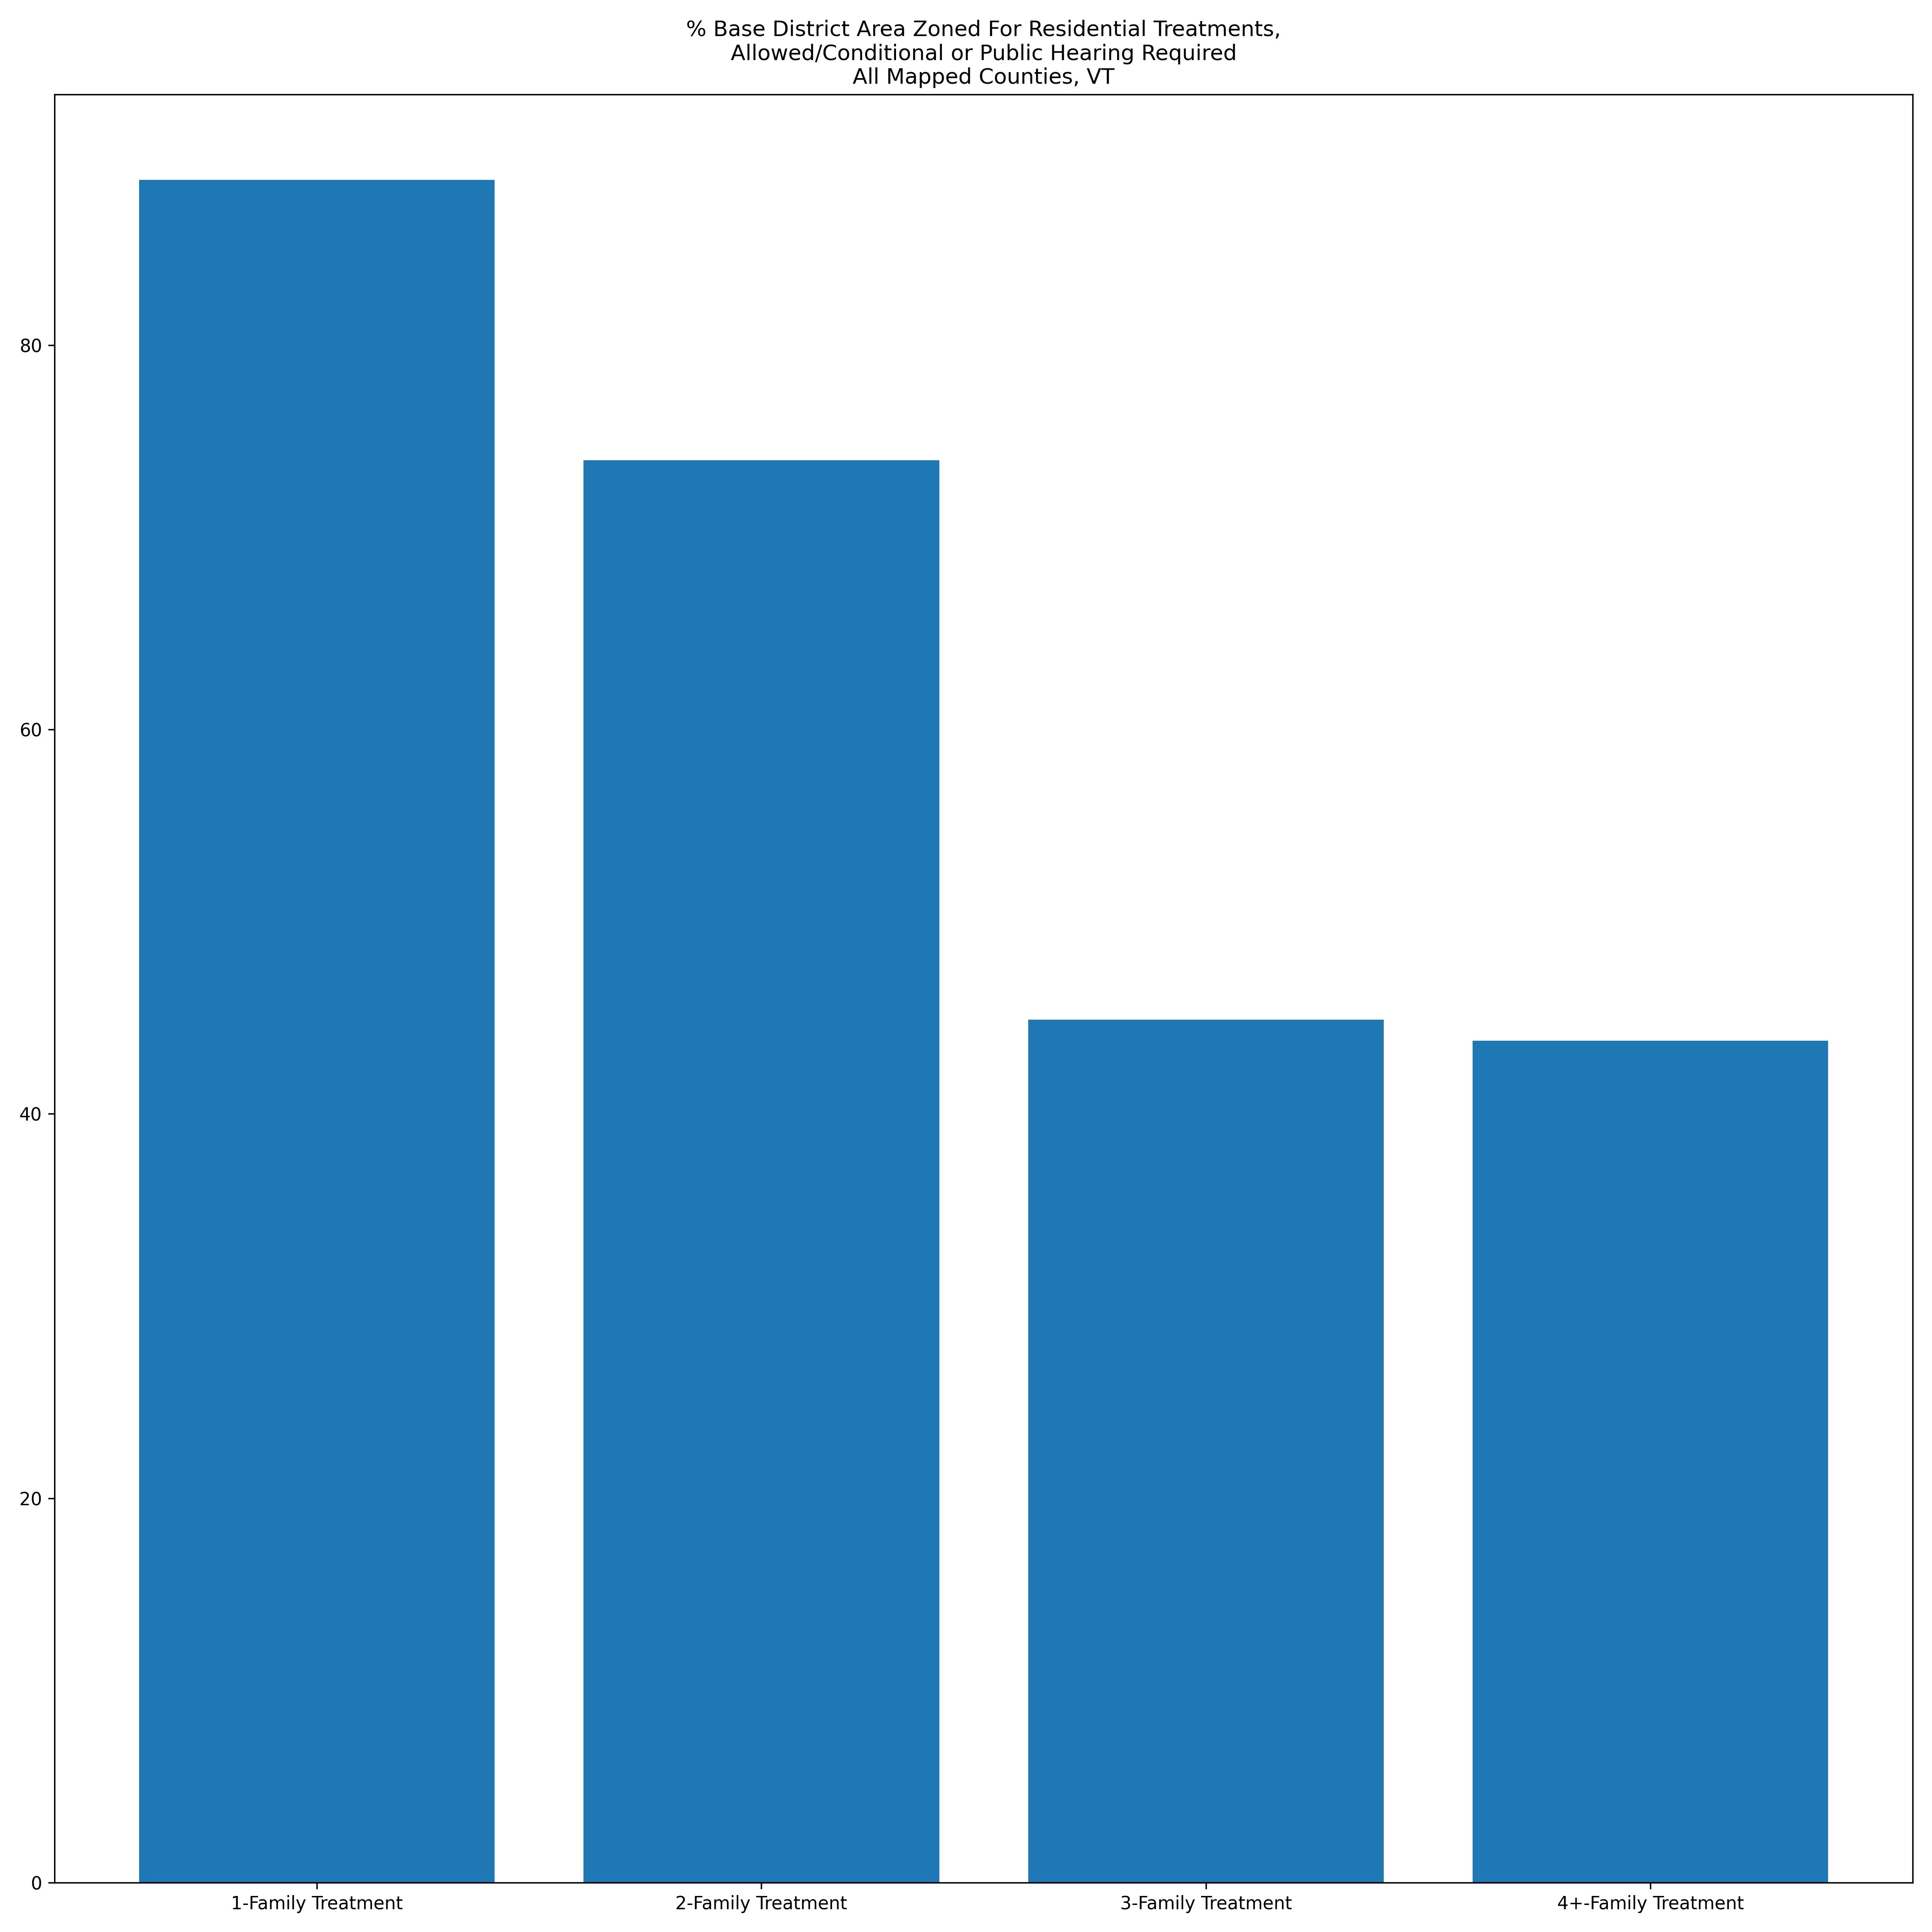 % Base District Area Zoned For Residential Treatments,
Allowed/Conditional or Public Hearing Required
All Mapped Counties, VT
80
60
40
20
0
1-Family Treatment
2-Family Treatment
3-Family Treatment
4+-Family Treatment